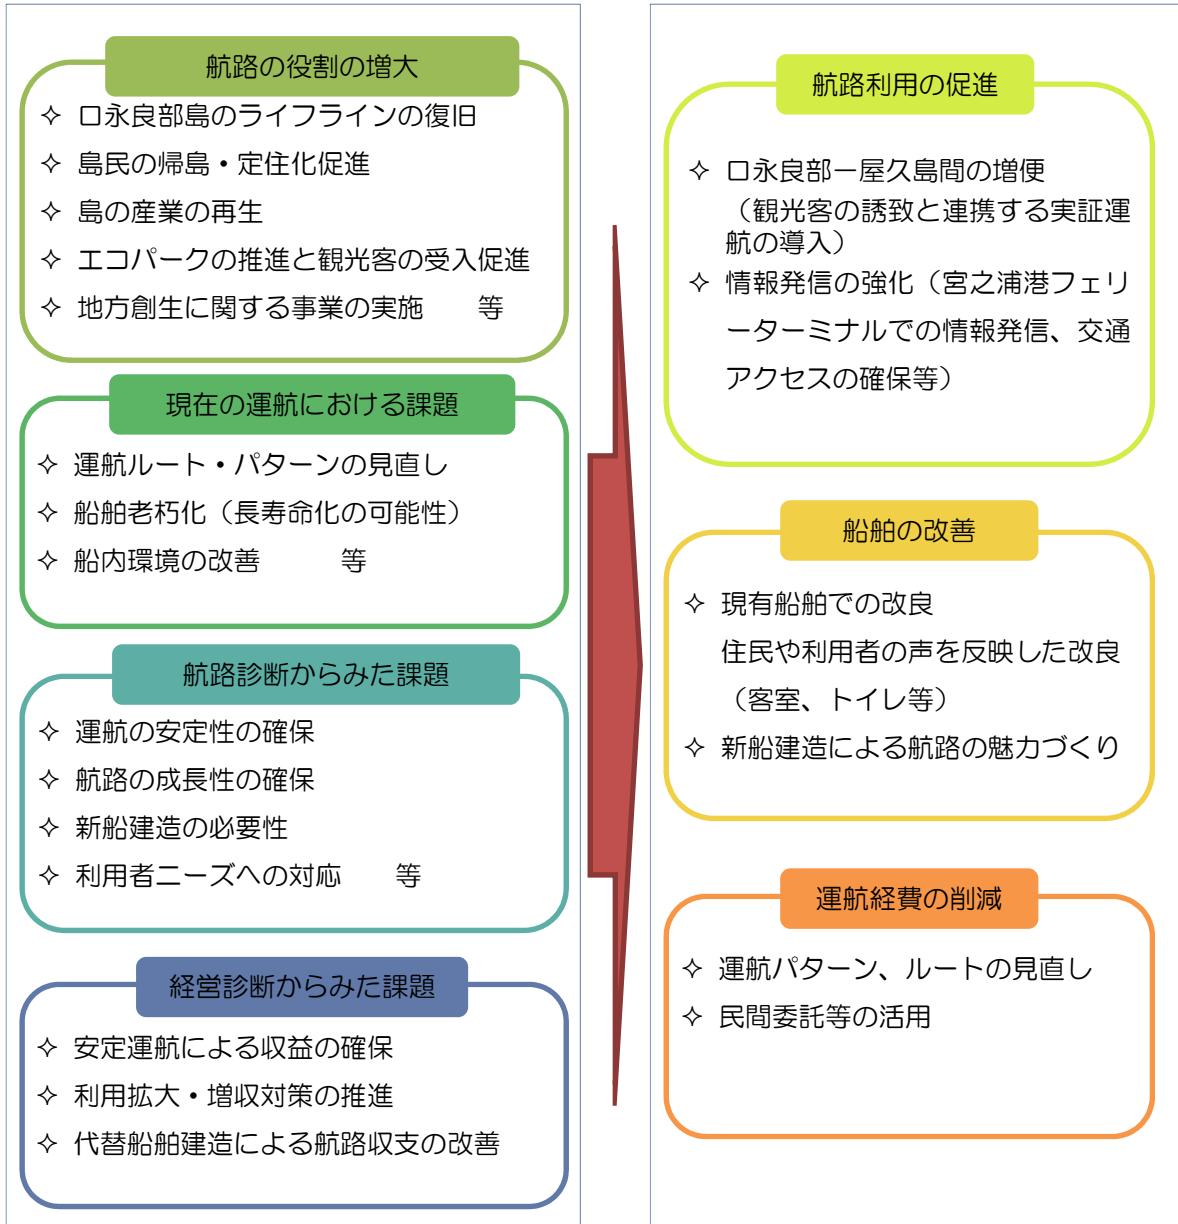 航路の役割の増大
✧ 口永良部島のライフラインの復旧
✧ 島民の帰島・定住化促進
✧ 島の産業の再生
✧ エコパークの推進と観光客の受入促進
✧ 地方創生に関する事業の実施　　等
現在の運航における課題
✧ 運航ルート・パターンの見直し
✧ 船舶老朽化（長寿命化の可能性）
✧ 船内環境の改善　　　等
航路診断からみた課題
✧ 運航の安定性の確保
✧ 航路の成長性の確保
✧ 新船建造の必要性
✧ 利用者ニーズへの対応　　等
経営診断からみた課題
✧ 安定運航による収益の確保
✧ 利用拡大・増収対策の推進
✧ 代替船舶建造による航路収支の改善
航路利用の促進
✧ 口永良部－屋久島間の増便
（観光客の誘致と連携する実証運
航の導入）
✧ 情報発信の強化（宮之浦港フェリ
ーターミナルでの情報発信、交通
アクセスの確保等）
船舶の改善
✧ 現有船舶での改良
住民や利用者の声を反映した改良
（客室、トイレ等）
✧ 新船建造による航路の魅力づくり
運航経費の削減
✧ 運航パターン、ルートの見直し
✧ 民間委託等の活用